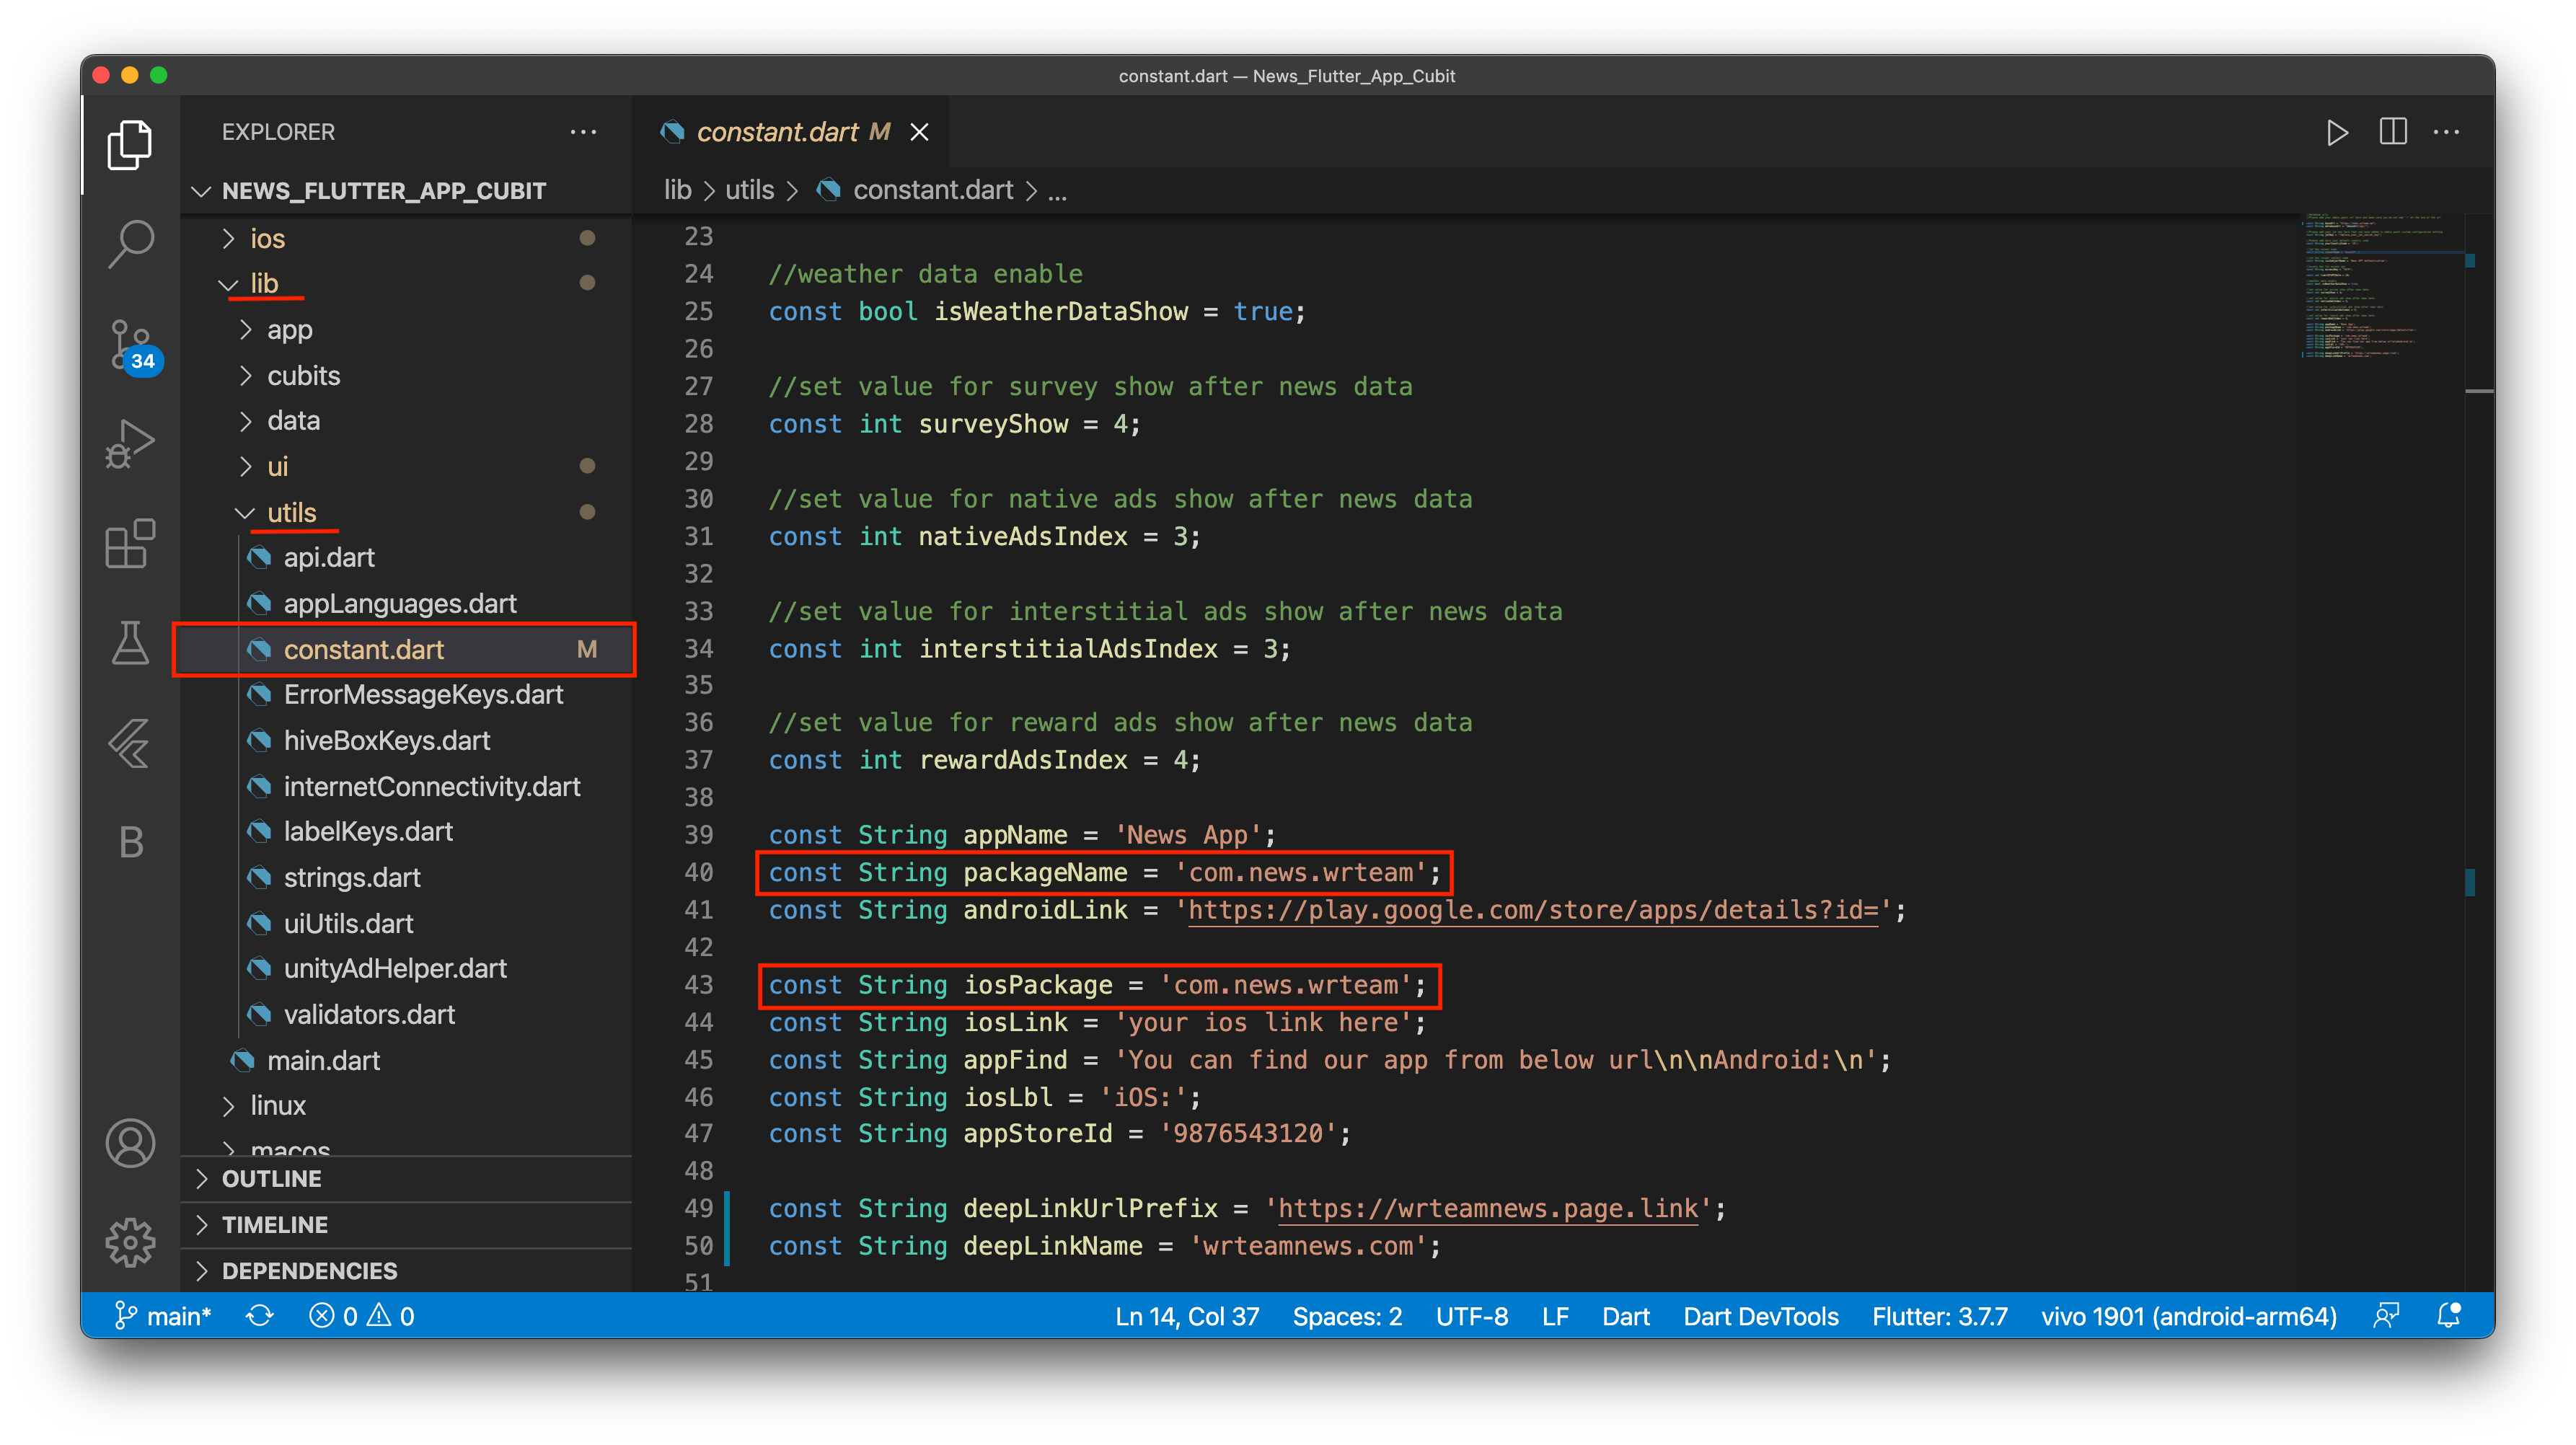 constant.dart — News_Flutter_App_Cubit
EXPLORER
constant.dart M
NEWS_FLUTTER_APP_CUBIT
lib > utils > constant.dart > ...
ios
lib
app
cubits
data
ui
utils
api.dart
appLanguages.dart
constant.dart M
ErrorMessageKeys.dart
hiveBoxKeys.dart
internetConnectivity.dart
labelKeys.dart
strings.dart
uiUtils.dart
unityAdHelper.dart
validators.dart
main.dart
linux
macos
OUTLINE
TIMELINE
DEPENDENCIES
34
B
23
24 //weather data enable
25 const bool isWeatherDataShow = true;
26
27 //set value for survey show after news data
28 const int surveyShow = 4;
29
30 //set value for native ads show after news data
31 const int nativeAdsIndex = 3;
32
33 //set value for interstitial ads show after news data
34 const int interstitialAdsIndex = 3;
35
36 //set value for reward ads show after news data
37 const int rewardAdsIndex = 4;
38
39 const String appName = 'News App';
40 const String packageName = 'com.news.wrteam';
41 const String androidLink = 'https://play.google.com/store/apps/details?id=';
42
43 const String iosPackage = 'com.news.wrteam';
44 const String iosLink = 'your ios link here';
45 const String appFind = 'You can find our app from below url\n\nAndroid:\n';
46 const String iosLbl = 'iOS:';
47 const String appStoreId = '9876543120';
48
49 const String deepLinkUrlPrefix = 'https://wrteamnews.page.link';
50 const String deepLinkName = 'wrteamnews.com';
51
main* 0 0 Ln 14, Col 37 Spaces: 2 UTF-8 LF Dart Dart DevTools Flutter: 3.7.7 vivo 1901 (android-arm64)